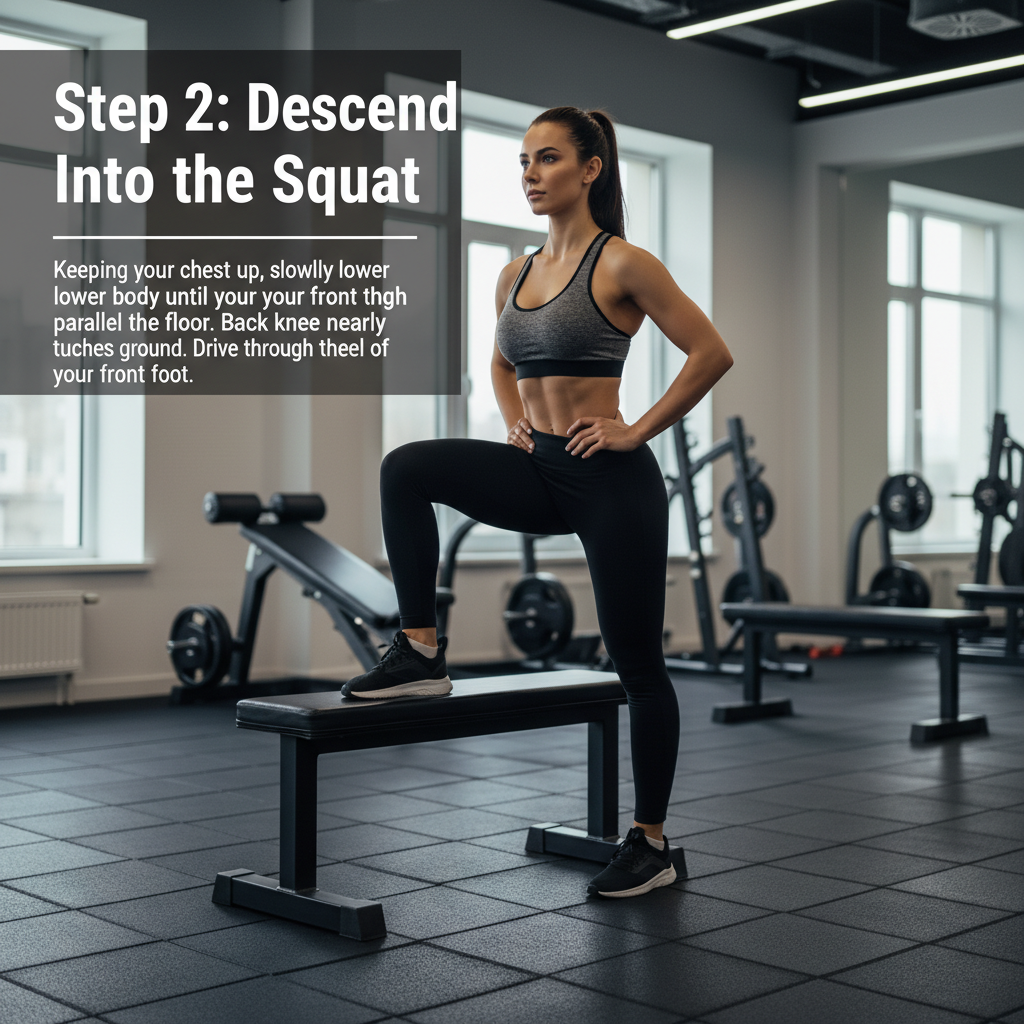 Step 2: Descend
Into the Squat
Keeping your chest up, slowlly lower
lower body until your your front thgh
parallel the floor. Back knee nearly
tuches ground. Drive through theel of
your front foot.